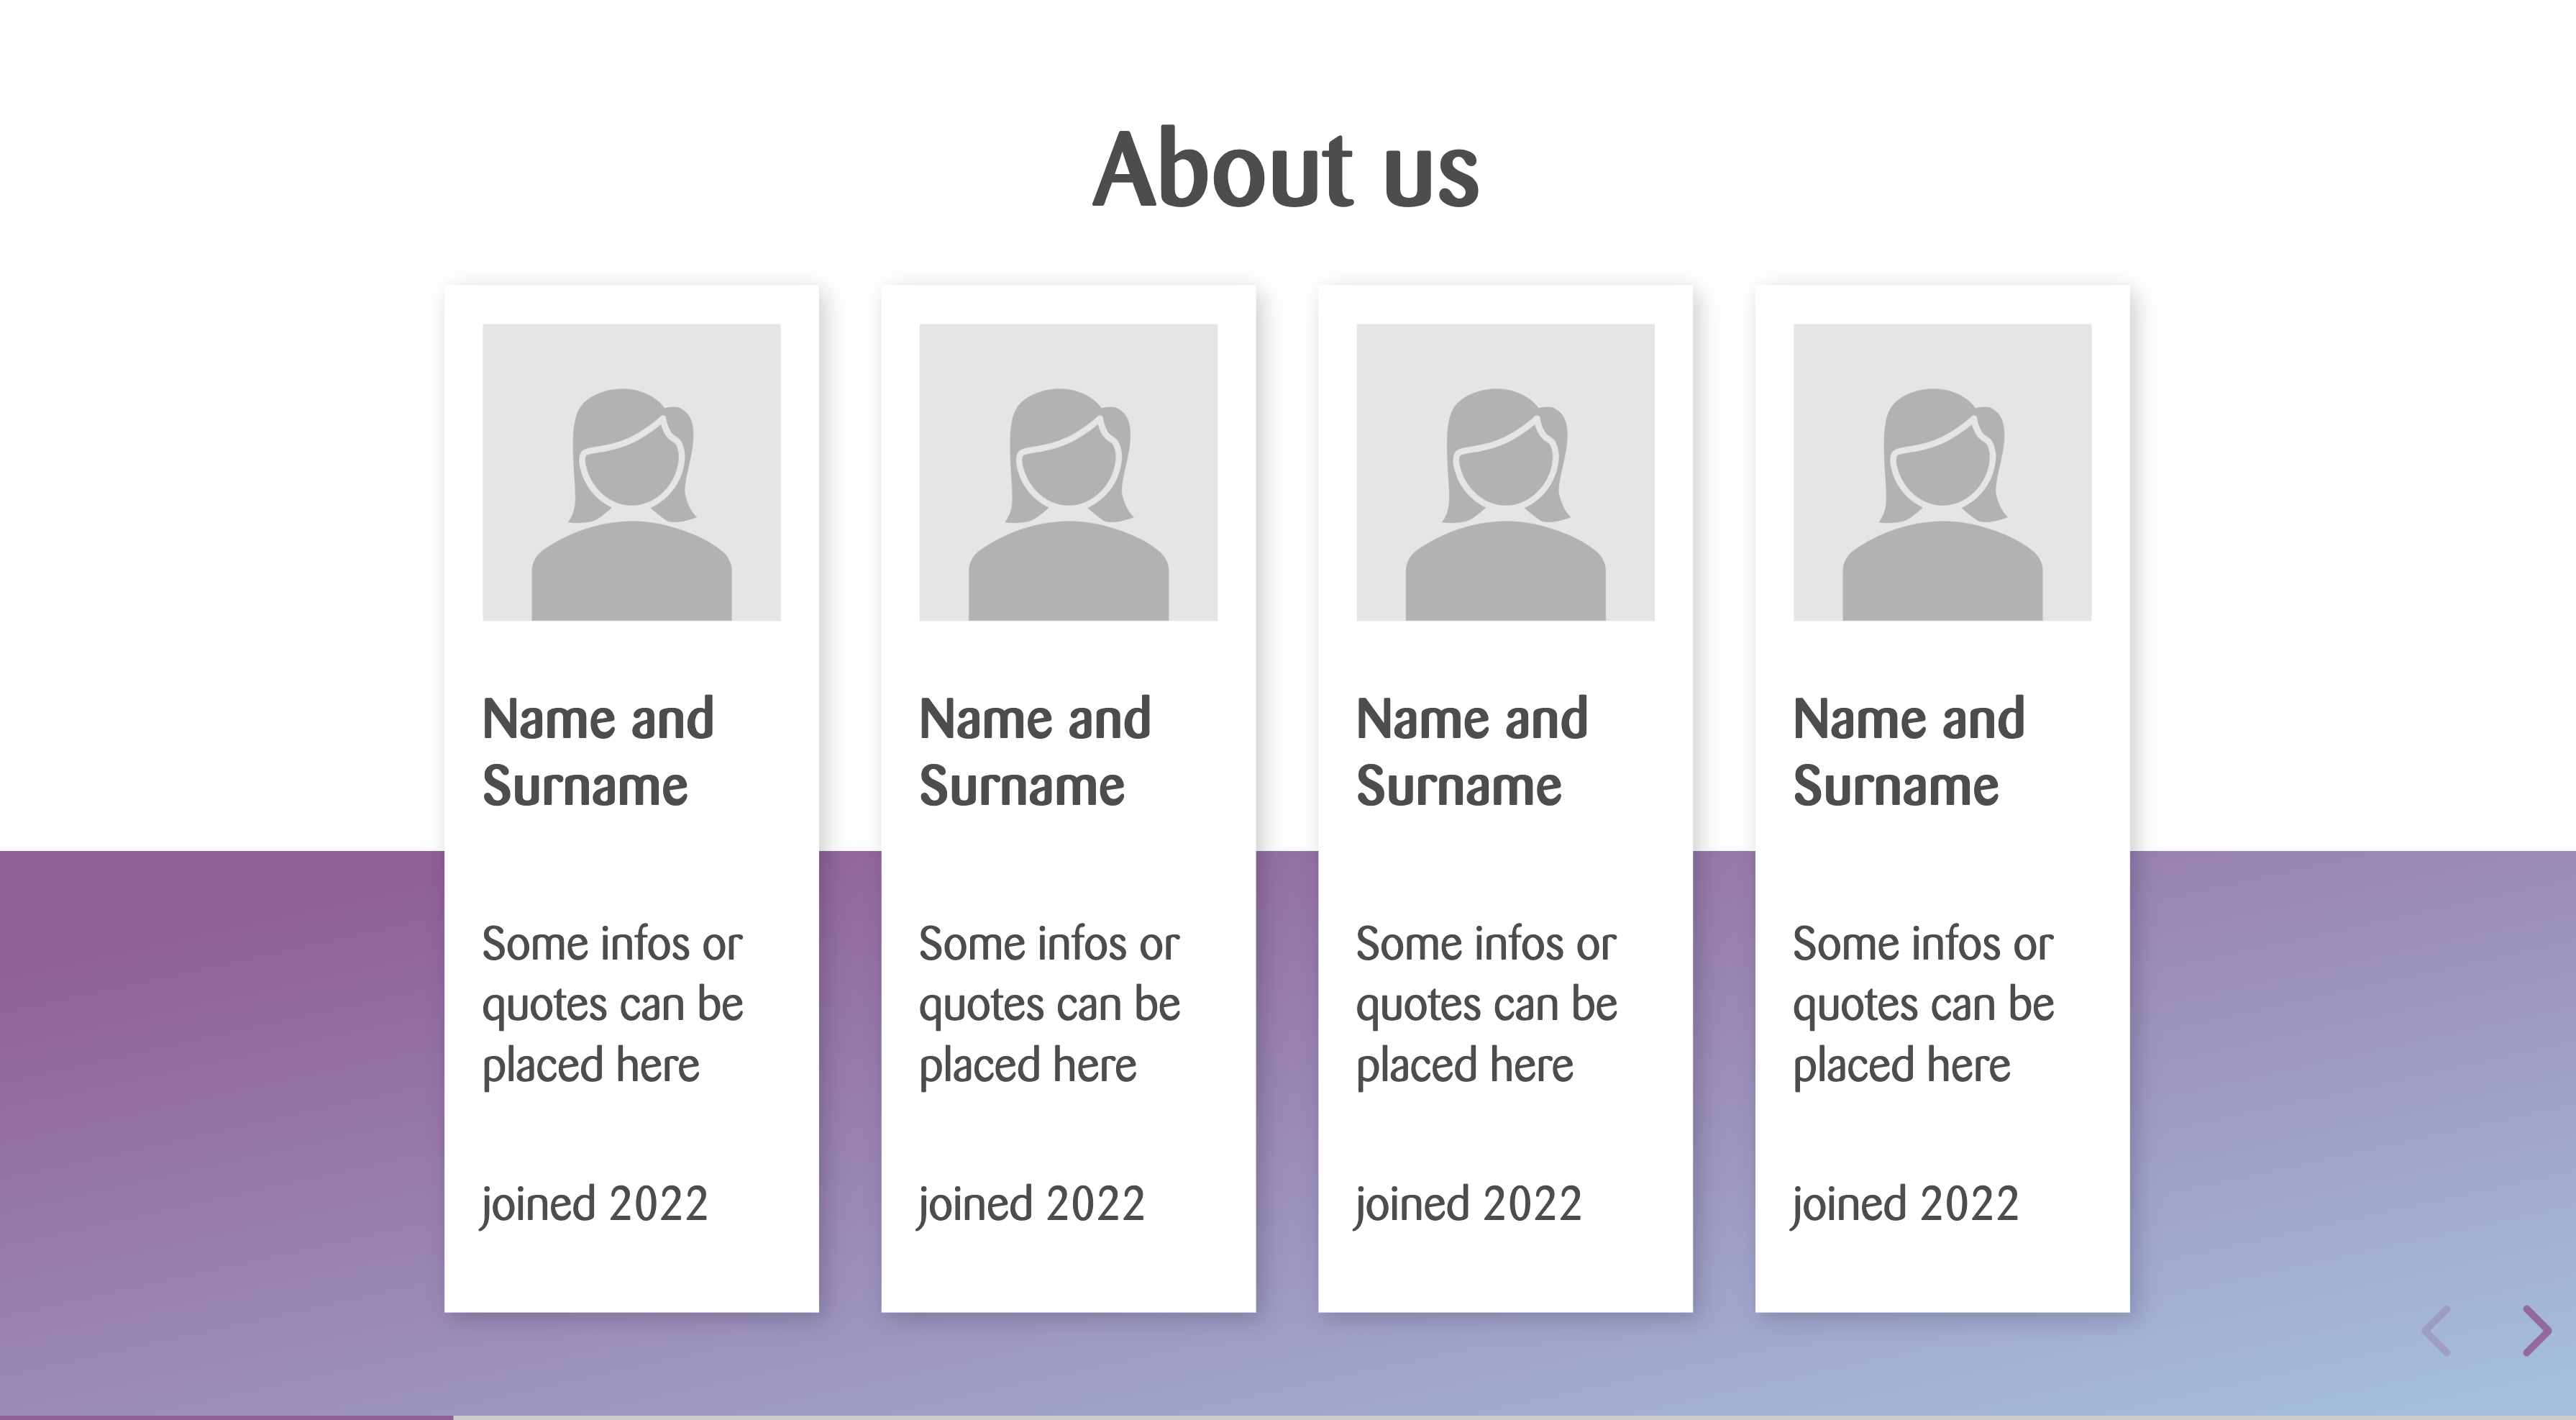 About us
Name and
Surname
Some infos or
quotes can be
placed here
joined 2022
Name and
Surname
Some infos or
quotes can be
placed here
joined 2022
Name and
Surname
Some infos or
quotes can be
placed here
joined 2022
Name and
Surname
Some infos or
quotes can be
placed here
joined 2022